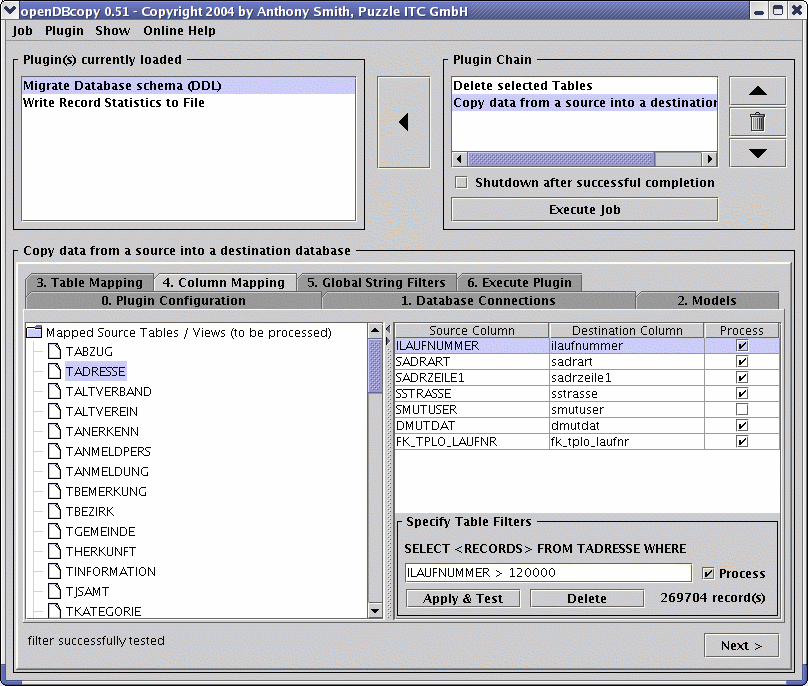 openDBcopy 0.51 - Copyright 2004 by Anthony Smith, Puzzle ITC GmbH
Job Plugin Show Online Help
Plugin(s) currently loaded
Migrate Database schema (DDL)
Write Record Statistics to File
Plugin Chain
Delete selected Tables
Copy data from a source into a destination
Shutdown after successful completion
Execute Job
Copy data from a source into a destination database
3. Table Mapping 4. Column Mapping 5. Global String Filters 6. Execute Plugin
0. Plugin Configuration 1. Database Connections 2. Models
Mapped Source Tables / Views (to be processed)
TABZUG
TADRESSE
TALTVERBAND
TALTVEREIN
TANERKENN
TANMELDPERS
TANMELDUNG
TBEMERKUNG
TBEZIRK
TGEMEINDE
THERKUNFT
TINFORMATION
TJSAMT
TKATEGORIE
Source Column Destination Column Process
ILAUFNUMMER ilaufnummer
SADRART sadrart
SADRZEILE1 sadrzeile1
SSTRASSE sstrasse
SMUTUSER smutuser
DMUTDAT dmutdat
FK_TPLO_LAUFNR fk_tplo_laufnr
Specify Table Filters
SELECT <RECORDS> FROM TADRESSE WHERE
ILAUFNUMMER > 120000 Process
Apply & Test Delete 269704 record(s)
filter successfully tested
Next >